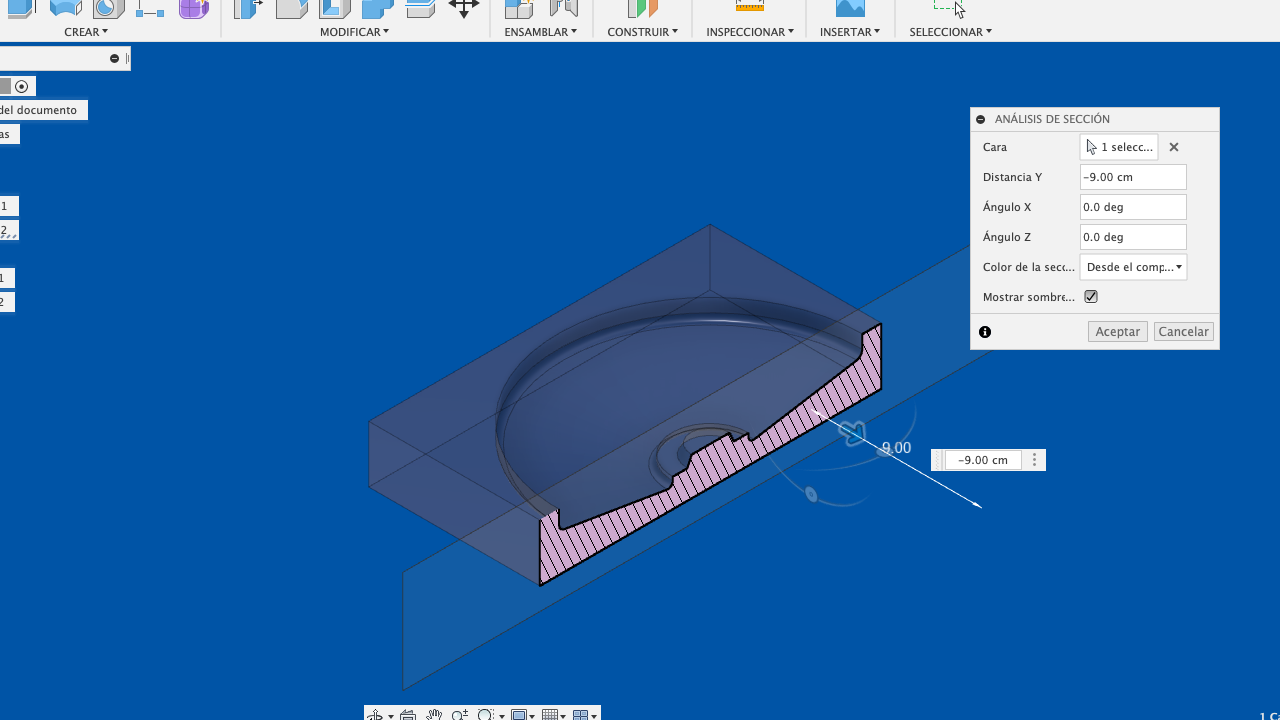 CREAR
MODIFICAR
ENSAMBLAR
CONSTRUIR
INSPECCIONAR
INSERTAR
SELECCIONAR
del documento
as
1
2
1
2
ANÁLISIS DE SECCIÓN
Cara
1 selecc...
Distancia Y
-9.00 cm
Ángulo X
0.0 deg
Ángulo Z
0.0 deg
Color de la secc...
Desde el comp...
Mostrar sombre...
Aceptar
Cancelar
9.00
-9.00 cm